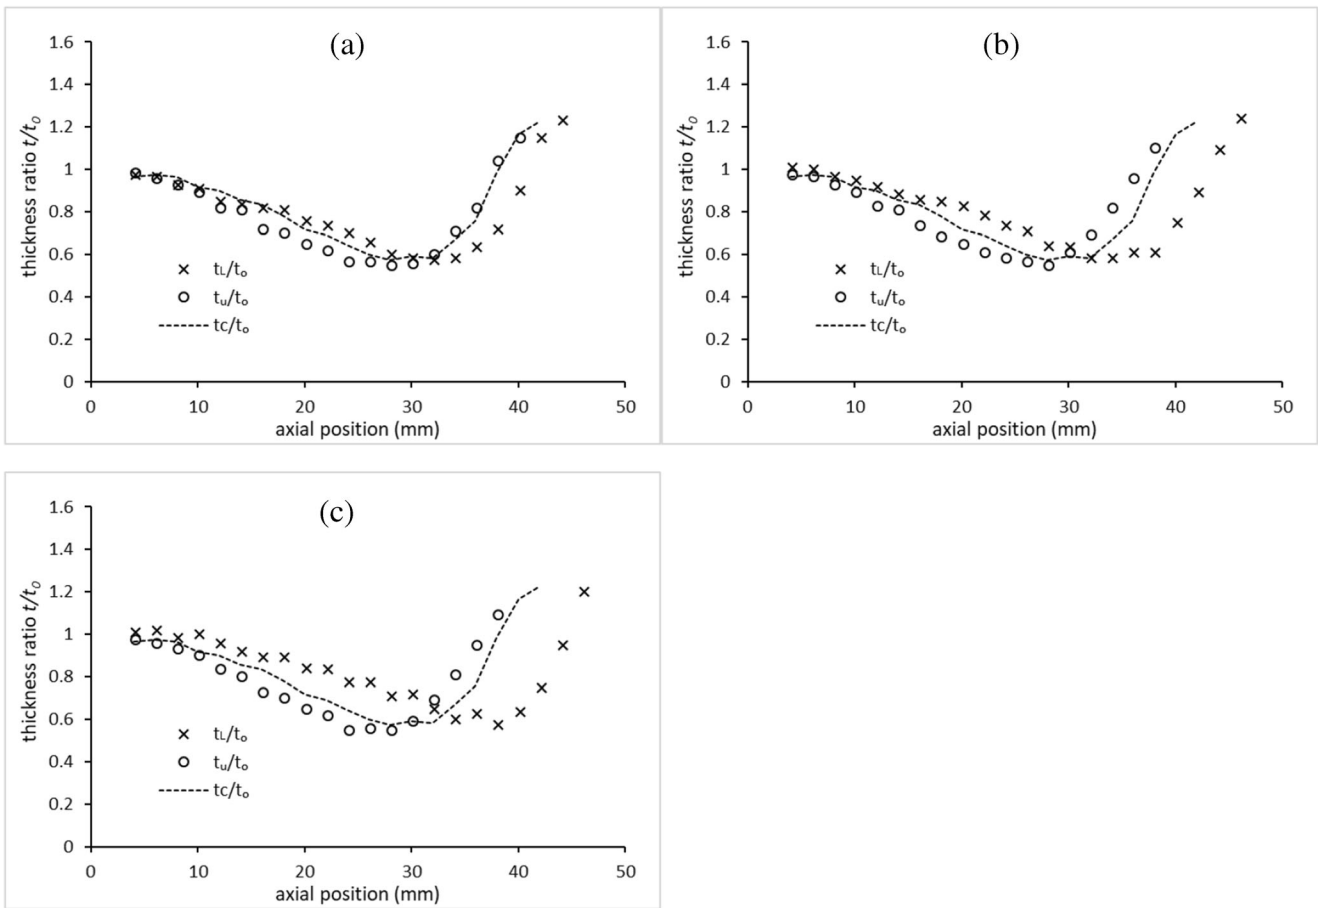 (a)
thickness ratio t/t₀
1.6
1.4
1.2
1
0.8
0.6
0.4
0.2
0
tL/tₒ
tᵤ/tₒ
tc/tₒ
0 10 20 30 40 50
axial position (mm)
(b)
thickness ratio t/t₀
1.6
1.4
1.2
1
0.8
0.6
0.4
0.2
0
tL/tₒ
tᵤ/tₒ
tc/tₒ
0 10 20 30 40 50
axial position (mm)
(c)
thickness ratio t/t₀
1.6
1.4
1.2
1
0.8
0.6
0.4
0.2
0
tL/tₒ
tᵤ/tₒ
tc/tₒ
0 10 20 30 40 50
axial position (mm)